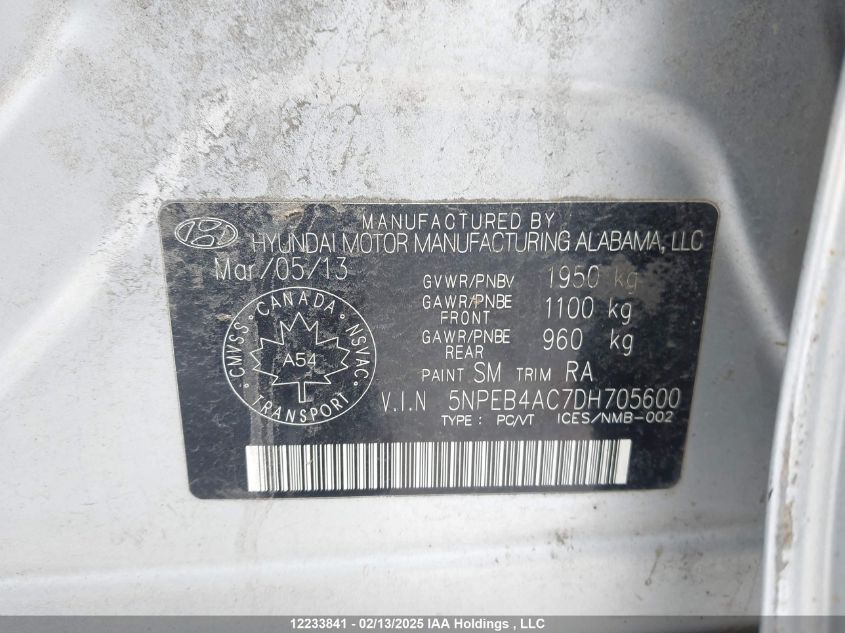 MANUFACTURED BY
HYUNDAI MOTOR MANUFACTURING ALABAMA, LLC
Mar/05/13
GVWR/PNBV 1950 kg
GAWR/PNBE FRONT 1100 kg
GAWR/PNBE REAR 960 kg
CANADA
CMVSS NSVAC
A54
TRANSPORT
PAINT SM TRIM RA
V.I.N 5NPEB4AC7DH705600
TYPE : PC/VT ICES/NMB-002
12233841 - 02/13/2025 IAA Holdings , LLC